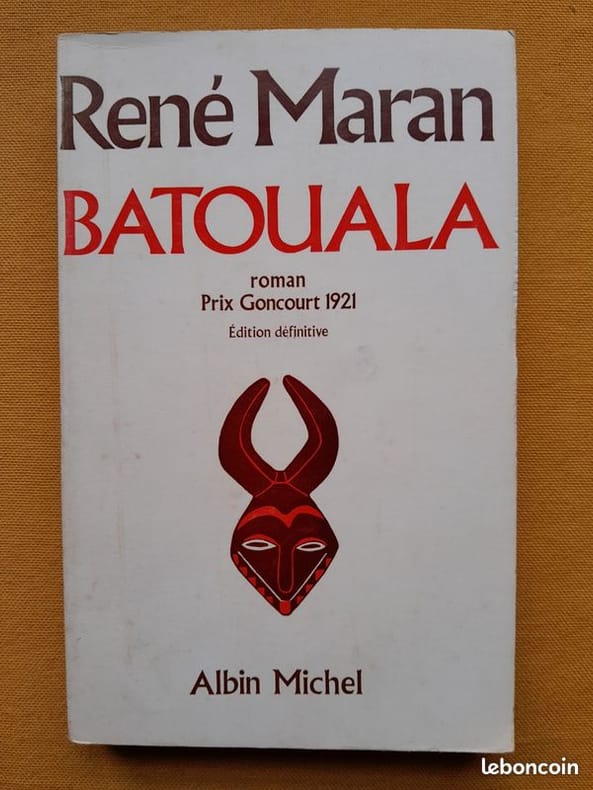 René Maran
BATOUALA
roman
Prix Goncourt 1921
Édition définitive
Albin Michel
leboncoin